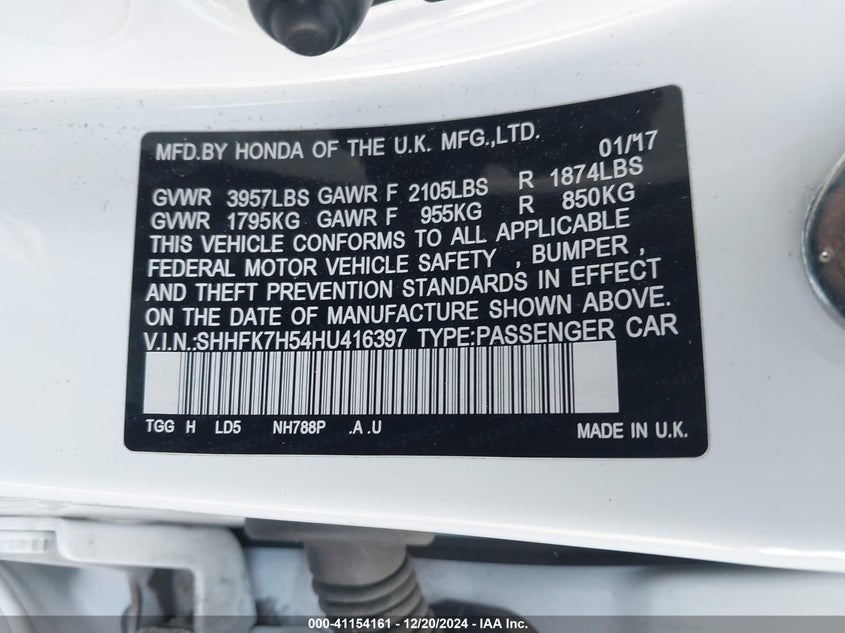 MFD.BY HONDA OF THE U.K. MFG.,LTD. 01/'17
GVWR 3957LBS GAWR F 2105LBS R 1874LBS
GVWR 1795KG GAWR F 955KG R 850KG
THIS VEHICLE CONFORMS TO ALL APPLICABLE
FEDERAL MOTOR VEHICLE SAFETY , BUMPER ,
AND THEFT PREVENTION STANDARDS IN EFFECT
ON THE DATE OF MANUFACTURE SHOWN ABOVE.
V.I.N.:SHHFK7H54HU416397 TYPE:PASSENGER CAR
TGG H LD5 NH788P .A .U MADE IN U.K.
000-41154161 - 12/20/2024 - IAA Inc.